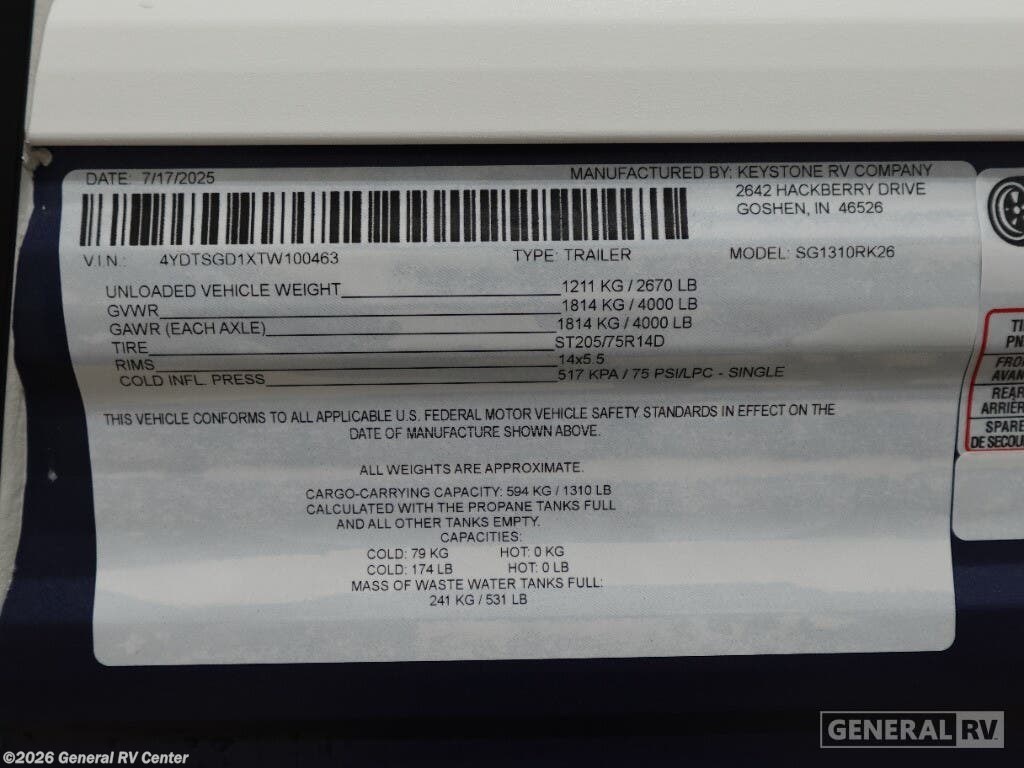 DATE: 7/17/2025
MANUFACTURED BY: KEYSTONE RV COMPANY
2642 HACKBERRY DRIVE
GOSHEN, IN 46526
V.I.N.: 4YDTSGD1XTW100463 TYPE: TRAILER MODEL: SG1310RK26
UNLOADED VEHICLE WEIGHT 1211 KG / 2670 LB
GVWR 1814 KG / 4000 LB
GAWR (EACH AXLE) 1814 KG / 4000 LB
TIRE ST205/75R14D
RIMS 14x5.5
COLD INFL. PRESS 517 KPA / 75 PSI/LPC - SINGLE
THIS VEHICLE CONFORMS TO ALL APPLICABLE U.S. FEDERAL MOTOR VEHICLE SAFETY STANDARDS IN EFFECT ON THE
DATE OF MANUFACTURE SHOWN ABOVE.
ALL WEIGHTS ARE APPROXIMATE.
CARGO-CARRYING CAPACITY: 594 KG / 1310 LB
CALCULATED WITH THE PROPANE TANKS FULL
AND ALL OTHER TANKS EMPTY.
CAPACITIES:
COLD: 79 KG HOT: 0 KG
COLD: 174 LB HOT: 0 LB
MASS OF WASTE WATER TANKS FULL:
241 KG / 531 LB
REAR
SPARE
GENERAL RV
©2026 General RV Center